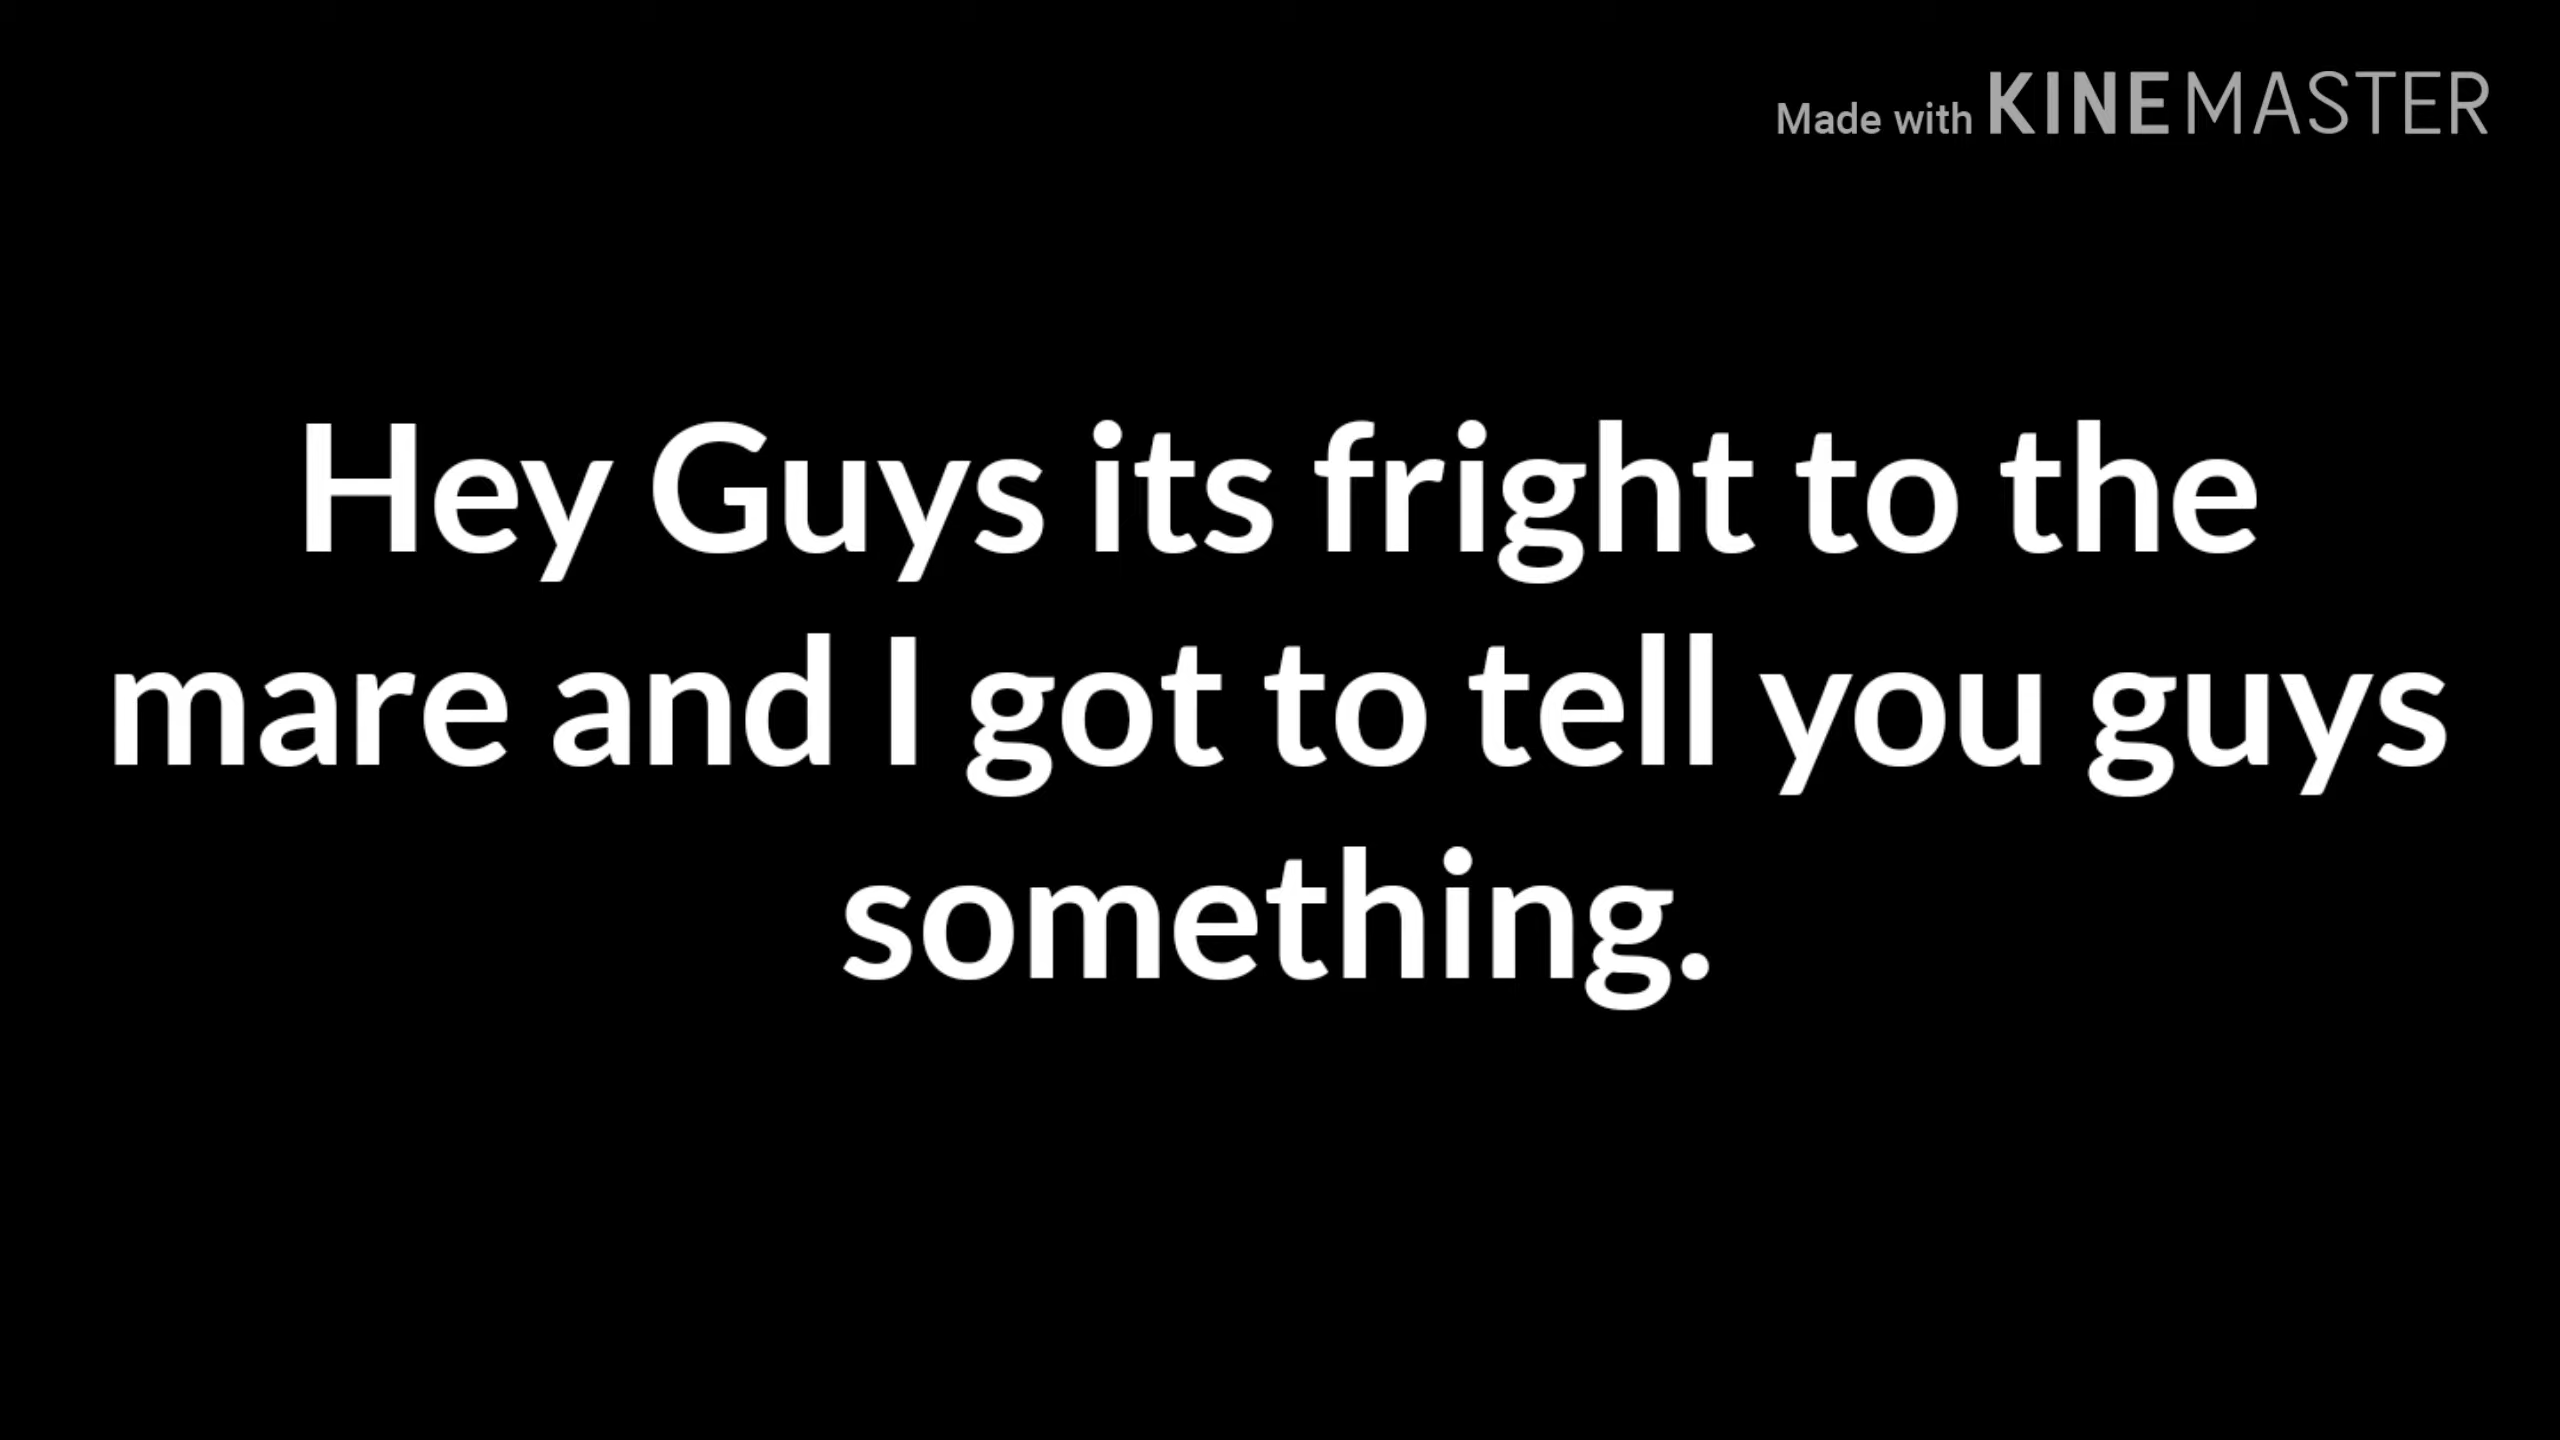 Made with KINEMASTER
Hey Guys its fright to the
mare and I got to tell you guys
something.